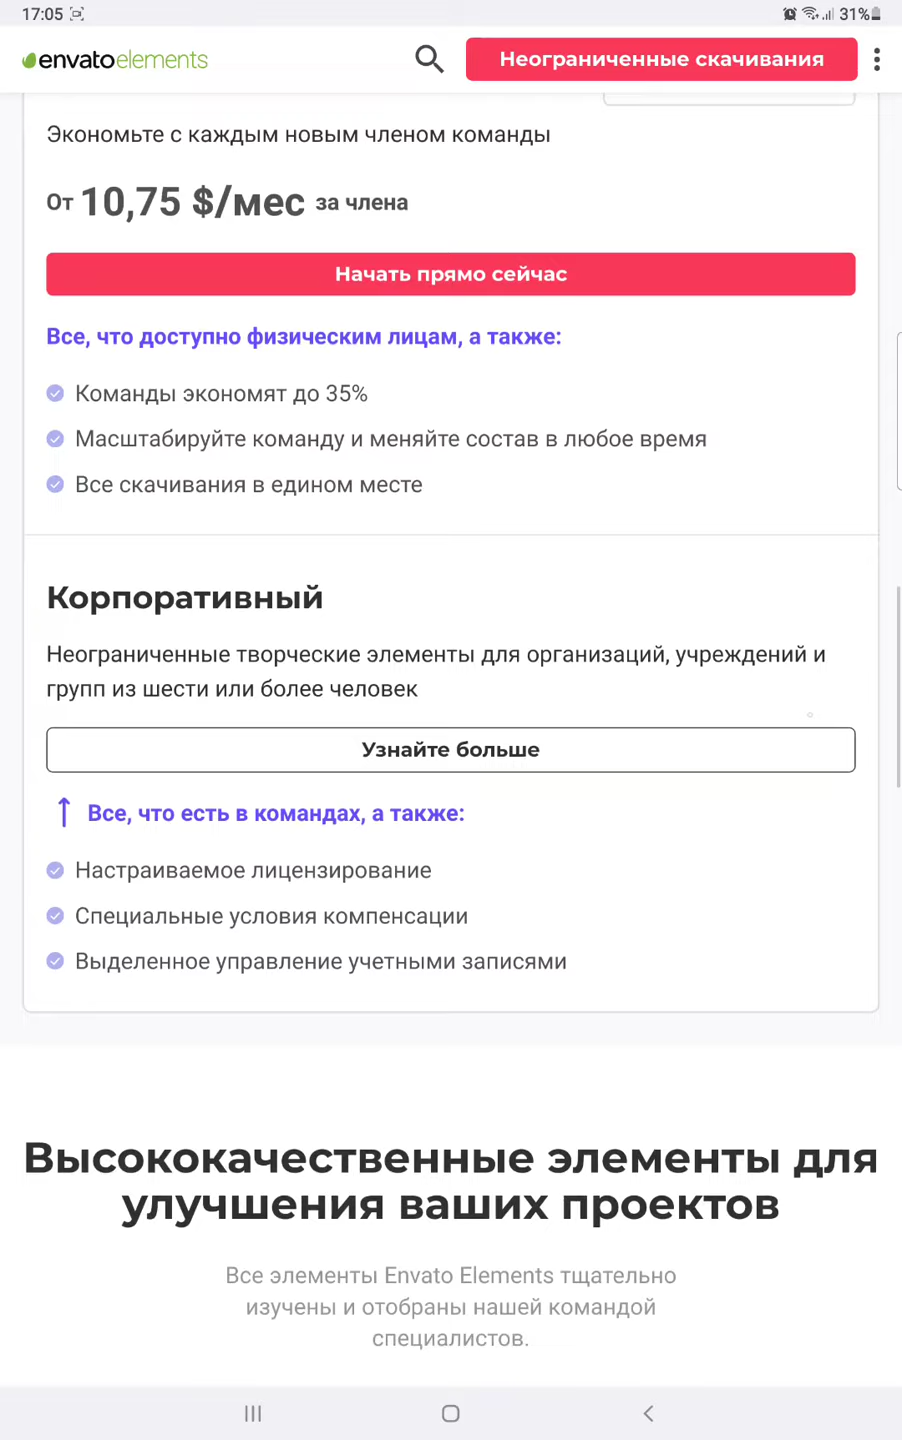 17:05
31%
envatoelements
Неограниченные скачивания
Экономьте с каждым новым членом команды
От 10,75 $/мес за члена
Начать прямо сейчас
Все, что доступно физическим лицам, а также:
Команды экономят до 35%
Масштабируйте команду и меняйте состав в любое время
Все скачивания в едином месте
Корпоративный
Неограниченные творческие элементы для организаций, учреждений и
групп из шести или более человек
Узнайте больше
↑ Все, что есть в командах, а также:
Настраиваемое лицензирование
Специальные условия компенсации
Выделенное управление учетными записями
Высококачественные элементы для
улучшения ваших проектов
Все элементы Envato Elements тщательно
изучены и отобраны нашей командой
специалистов.